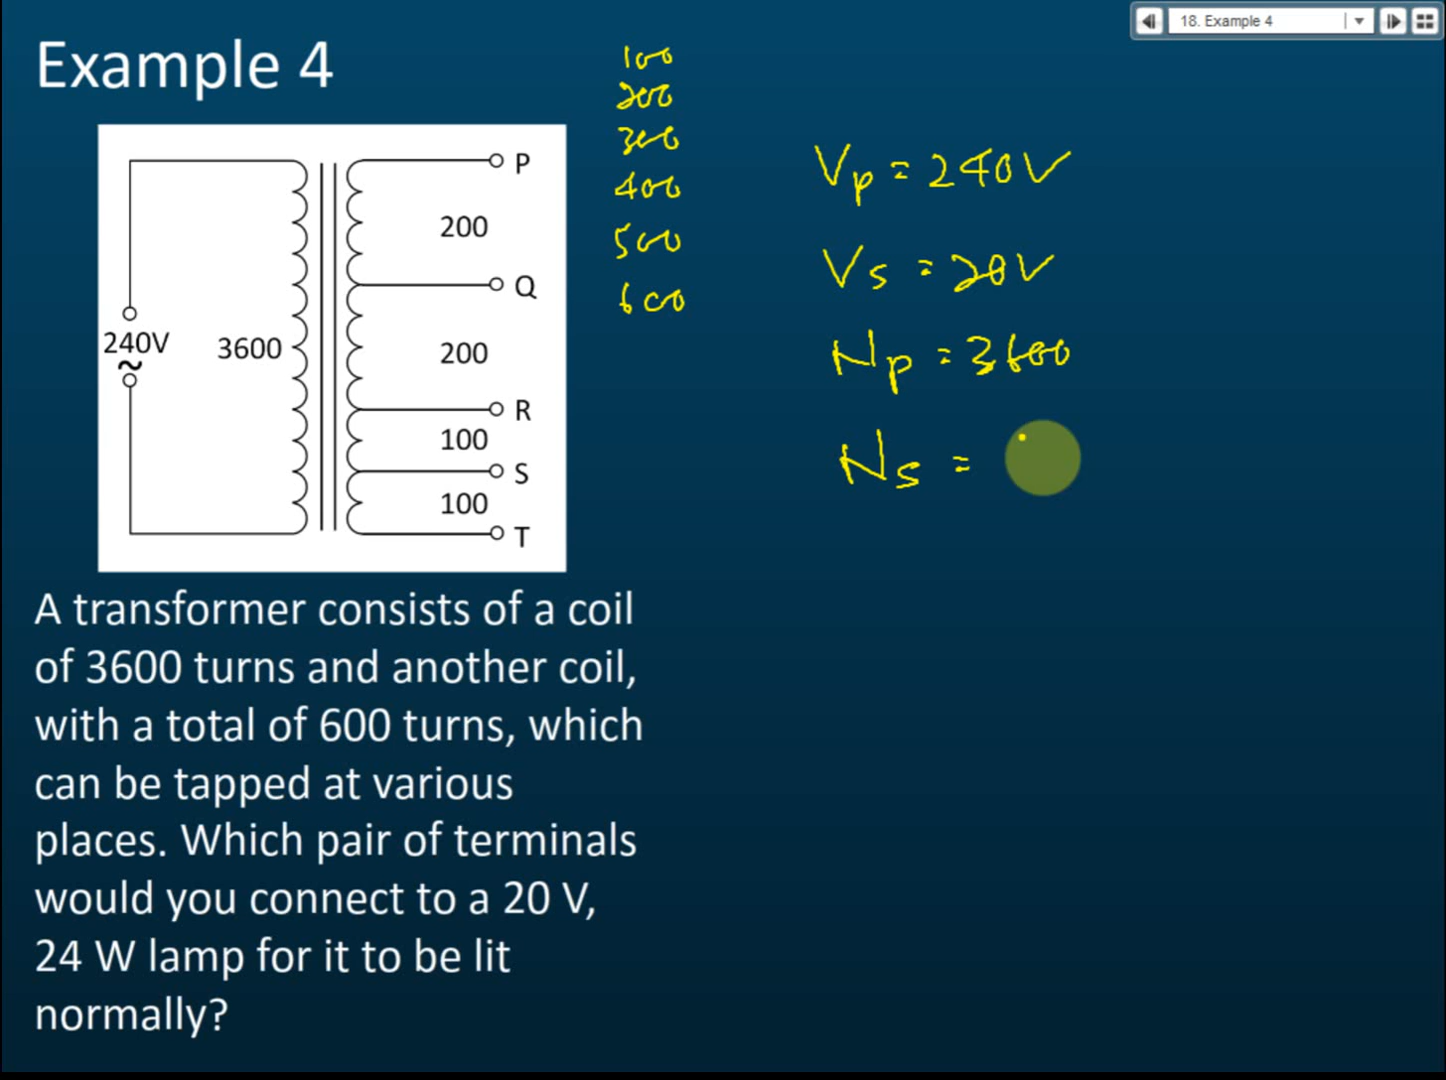 18. Example 4
Example 4
100
200
300
400
500
600
P
200
Q
240V
~
3600
200
R
100
S
100
T
Vp = 240V
Vs = 20V
Np = 3600
Ns =
A transformer consists of a coil
of 3600 turns and another coil,
with a total of 600 turns, which
can be tapped at various
places. Which pair of terminals
would you connect to a 20 V,
24 W lamp for it to be lit
normally?